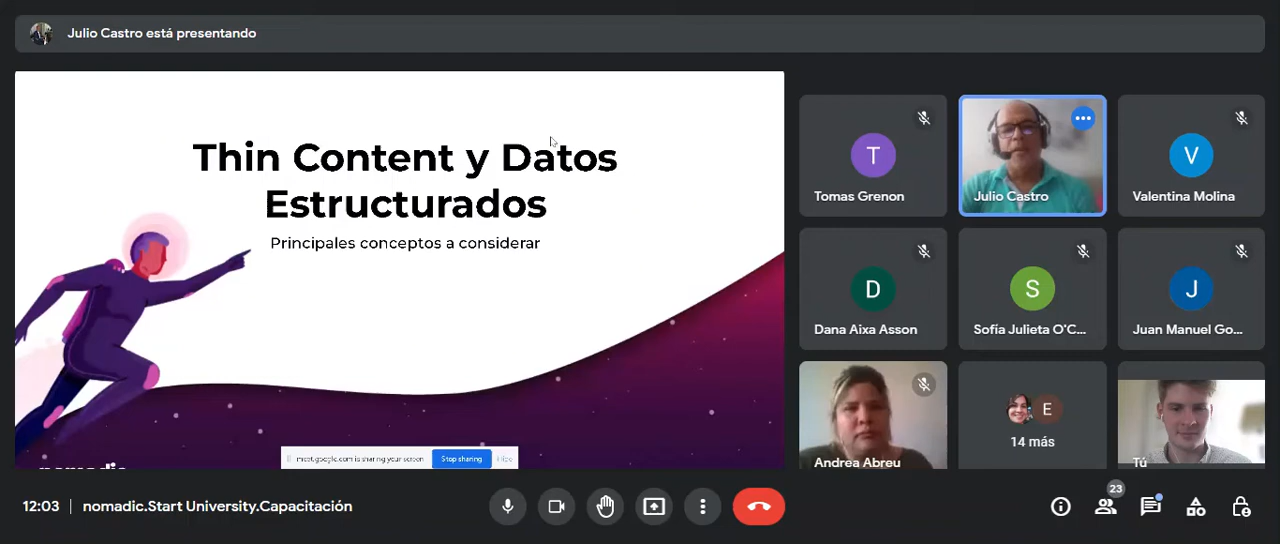 Julio Castro está presentando
Thin Content y Datos
Estructurados
Principales conceptos a considerar
meet.google.com is sharing your screen
Stop sharing
Hide
T
Tomas Grenon
Julio Castro
V
Valentina Molina
D
Dana Aixa Asson
S
Sofía Julieta O'C...
J
Juan Manuel Go...
Andrea Abreu
E
14 más
Tú
12:03 | nomadic.Start University.Capacitación
23